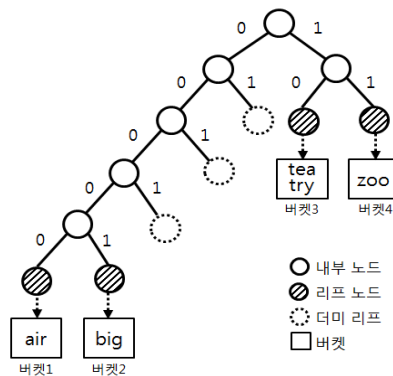 0 1
0 1 0 1
0 1
0 1
0 1
tea
try
zoo
버켓3 버켓4
내부 노드
리프 노드
더미 리프
버켓
air big
버켓1 버켓2